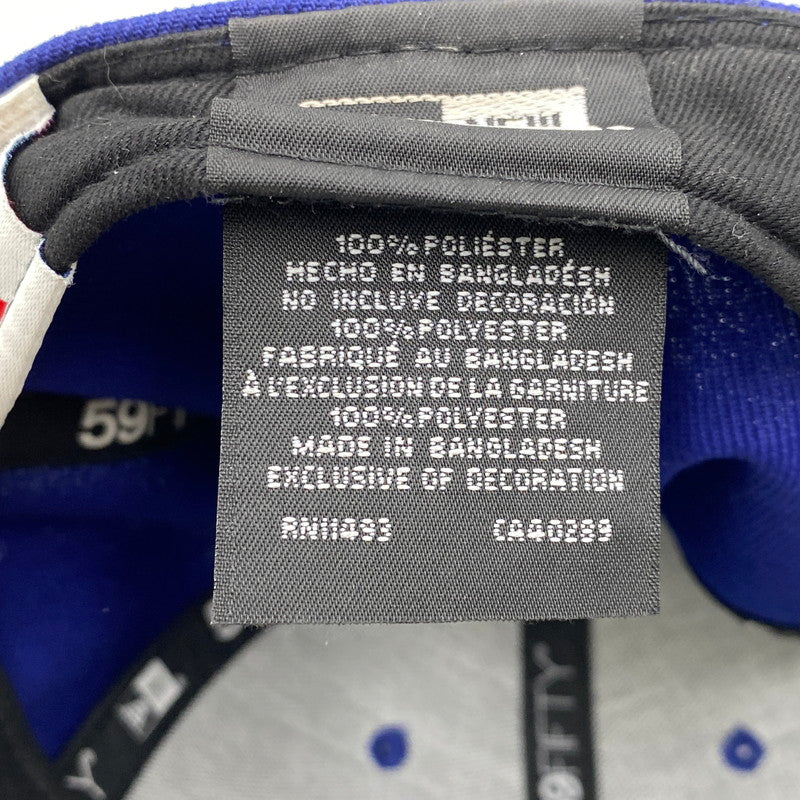 100% POLIÉSTER
HECHO EN BANGLADÉSH
NO INCLUYE DECORACIÓN
100% POLYESTER
FABRIQUÉ AU BANGLADESH
À L'EXCLUSION DE LA GARNITURE
100% POLYESTER
MADE IN BANGLADESH
EXCLUSIVE OF DECORATION
RN11493 CA40289